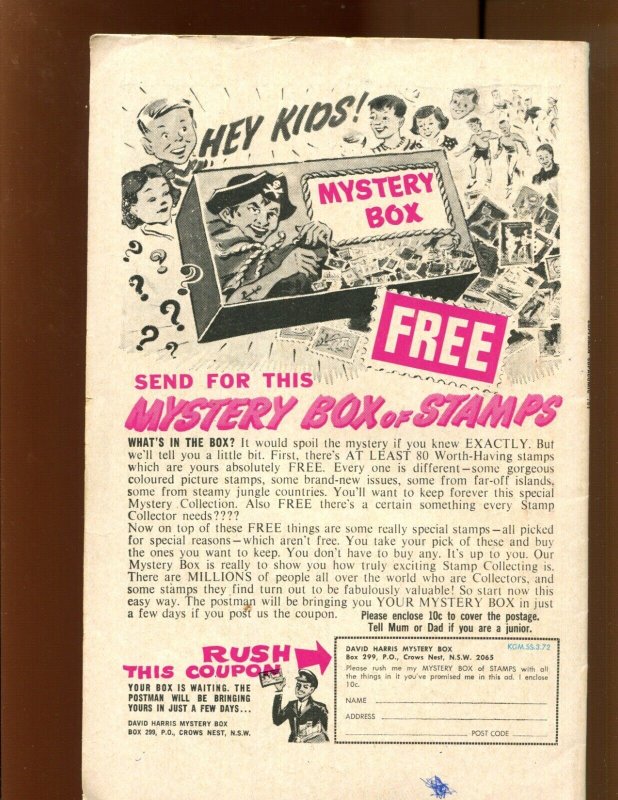 HEY KIDS!
MYSTERY
BOX
FREE
SEND FOR THIS
MYSTERY BOX OF STAMPS
WHAT'S IN THE BOX? It would spoil the mystery if you knew EXACTLY. But
we'll tell you a little bit. First, there's AT LEAST 80 Worth-Having stamps
which are yours absolutely FREE. Every one is different—some gorgeous
coloured picture stamps, some brand-new issues, some from far-off islands,
some from steamy jungle countries. You'll want to keep forever this special
Mystery Collection. Also FREE there's a certain something every Stamp
Collector needs????
Now on top of these FREE things are some really special stamps—all picked
for special reasons—which aren't free. You take your pick of these and buy
the ones you want to keep. You don't have to buy any. It's up to you. Our
Mystery Box is really to show you how truly exciting Stamp Collecting is.
There are MILLIONS of people all over the world who are Collectors, and
some stamps they find turn out to be fabulously valuable! So start now this
easy way. The postman will be bringing you YOUR MYSTERY BOX in just
a few days if you post us the coupon. Please enclose 10c to cover the postage.
Tell Mum or Dad if you are a junior.
RUSH
THIS COUPON
YOUR BOX IS WAITING. THE
POSTMAN WILL BE BRINGING
YOURS IN JUST A FEW DAYS...
DAVID HARRIS MYSTERY BOX
BOX 299, P.O., CROWS NEST, N.S.W.
DAVID HARRIS MYSTERY BOX KGM.SS.3.72
Box 299, P.O., Crows Nest, N.S.W. 2065
Please rush me my MYSTERY BOX of STAMPS with all
the things in it you've promised me in this ad. I enclose
10c.
NAME
ADDRESS
POST CODE